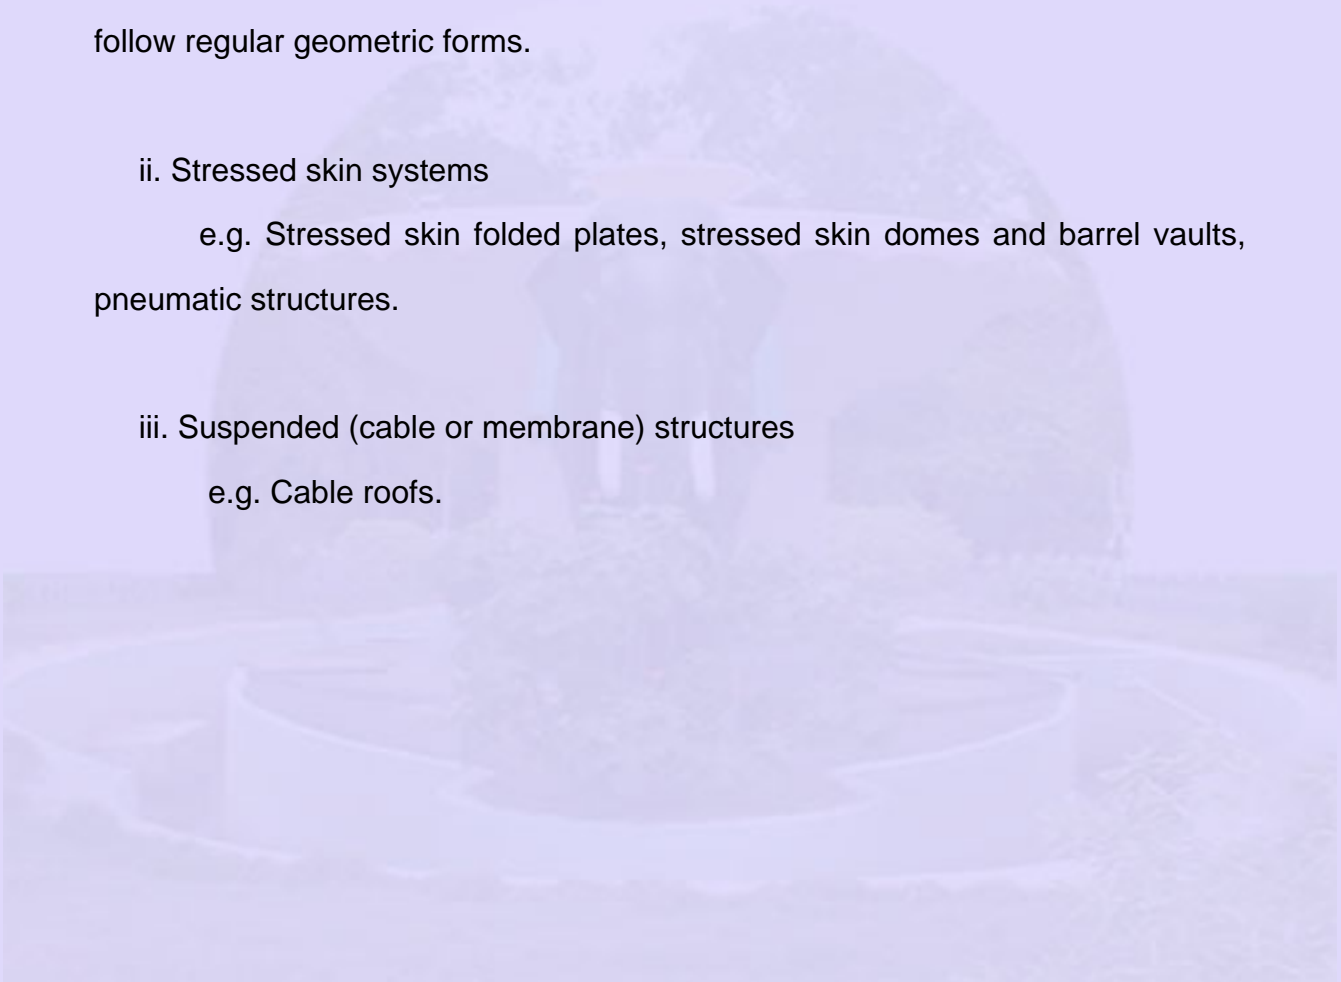 follow regular geometric forms.
ii. Stressed skin systems
e.g. Stressed skin folded plates, stressed skin domes and barrel vaults,
pneumatic structures.
iii. Suspended (cable or membrane) structures
e.g. Cable roofs.